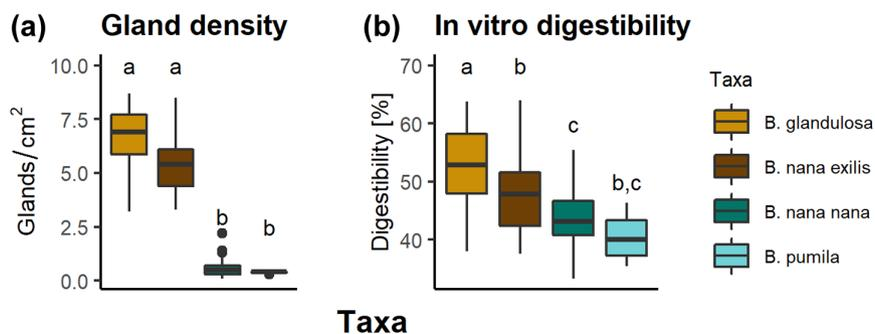 (a) Gland density
10.0
7.5
5.0
2.5
0.0
Glands/cm²
a a
b
b
(b) In vitro digestibility
70
60
50
40
Digestibility [%]
a b
c
b,c
Taxa
B. glandulosa
B. nana exilis
B. nana nana
B. pumila
Taxa